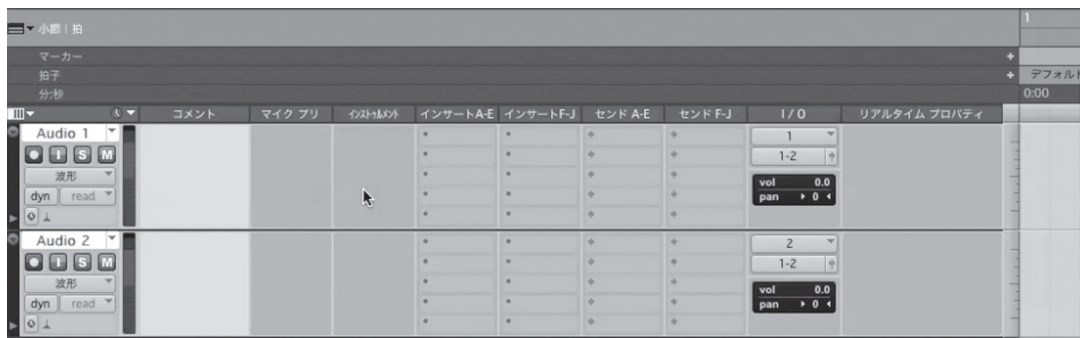 小節|拍
1
マーカー
拍子
デフォルト
分:秒
0:00
コメント マイク プリ インストゥルメント インサートA-E インサートF-J センド A-E センド F-J I / O リアルタイム プロパティ
Audio 1
1
I S M
1-2
波形
vol 0.0
dyn read
pan 0
Audio 2
2
I S M
1-2
波形
vol 0.0
dyn read
pan 0